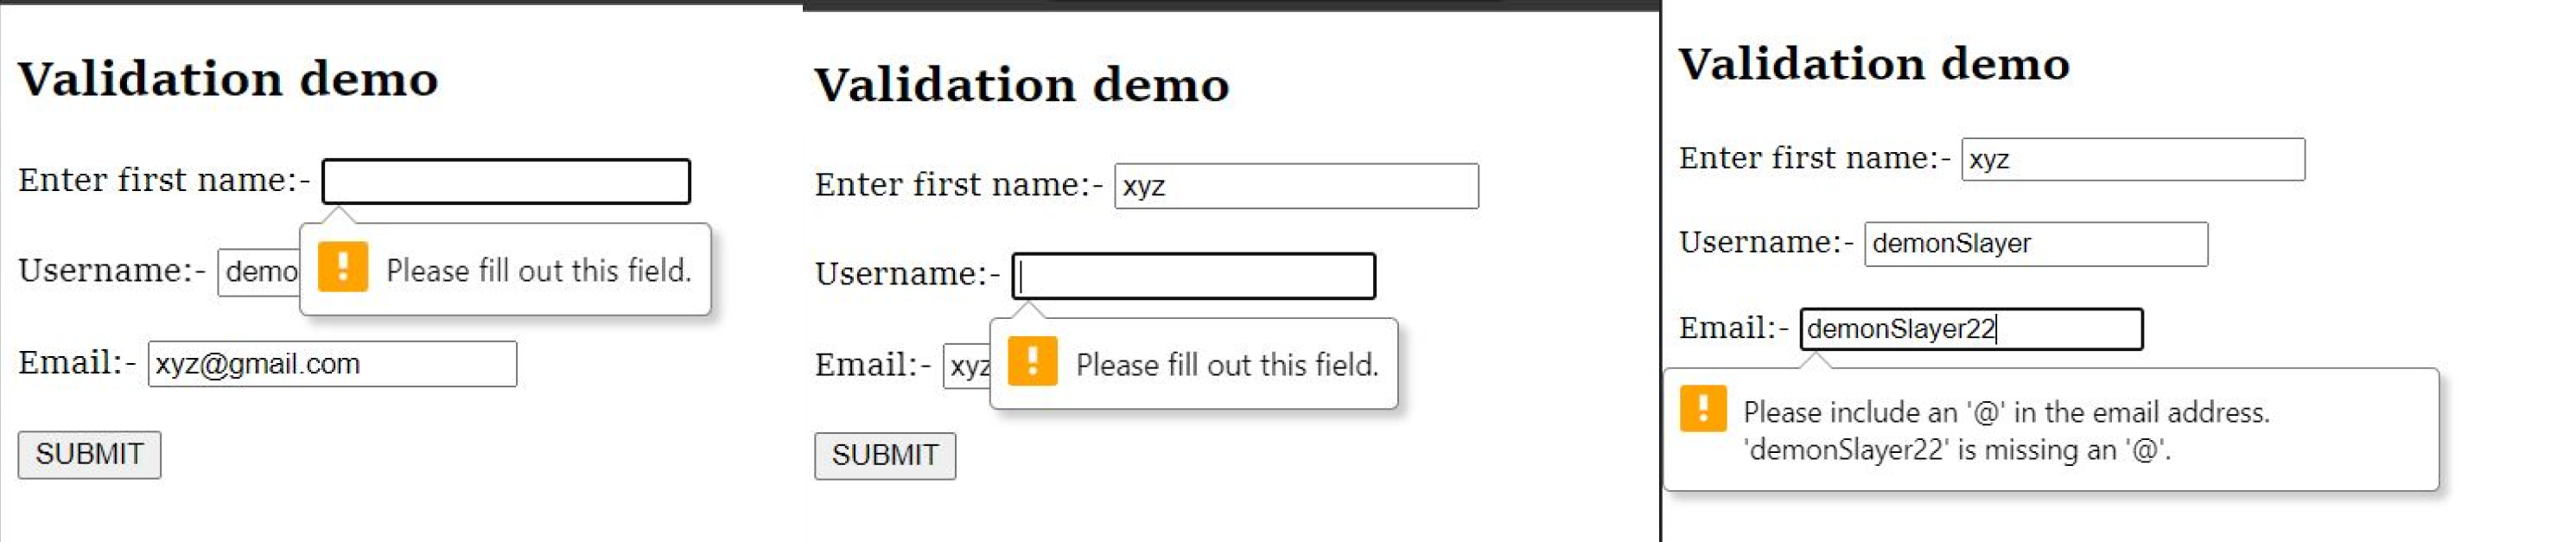 Validation demo
Enter first name:-
Username:- demo
Please fill out this field.
Email:- xyz@gmail.com
SUBMIT
Validation demo
Enter first name:- xyz
Username:-
Email:- xyz
Please fill out this field.
SUBMIT
Validation demo
Enter first name:- xyz
Username:- demonSlayer
Email:- demonSlayer22
Please include an '@' in the email address.
'demonSlayer22' is missing an '@'.